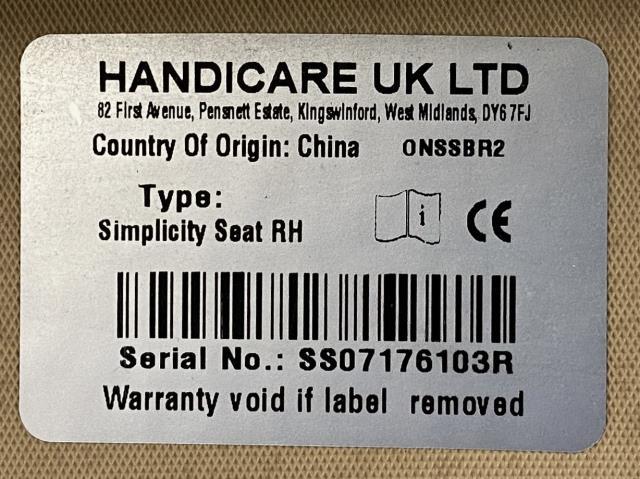 HANDICARE UK LTD
82 First Avenue, Pensnett Estate, Kingswinford, West Midlands, DY6 7FJ
Country Of Origin: China ONSSBR2
Type:
Simplicity Seat RH
i CE
Serial No.: SS07176103R
Warranty void if label removed